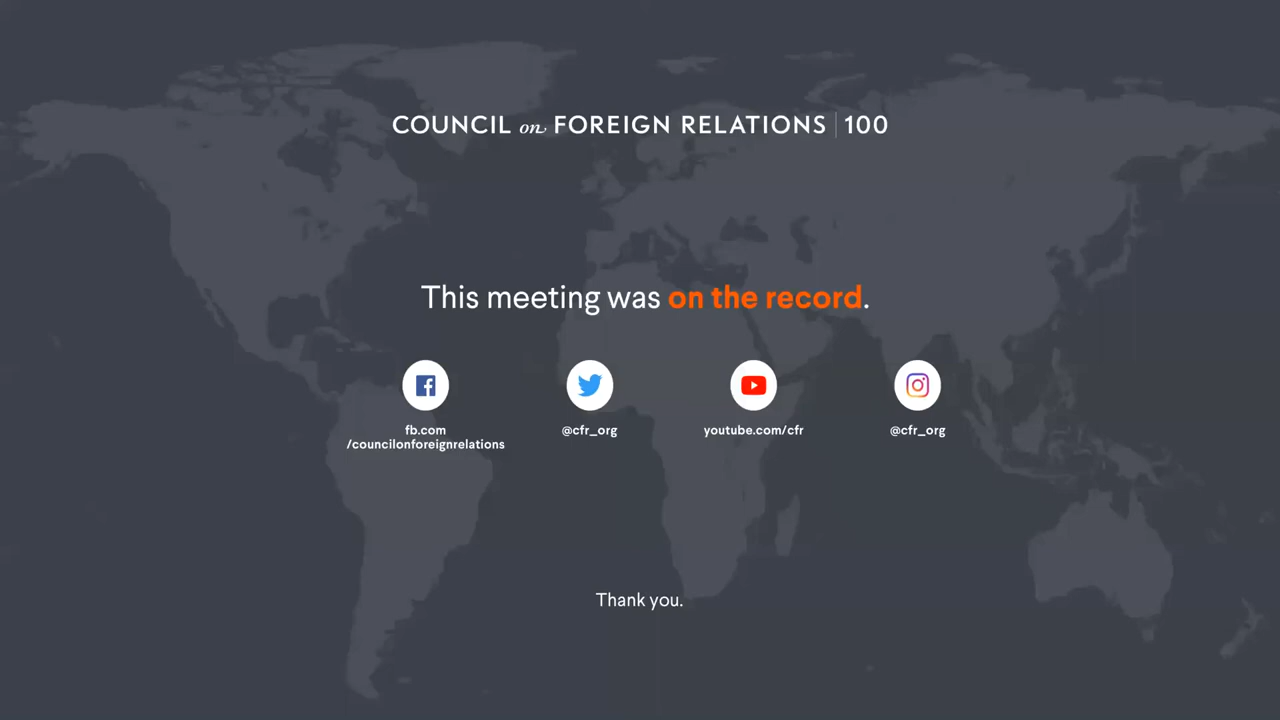 COUNCIL on FOREIGN RELATIONS | 100
This meeting was on the record.
fb.com
/councilonforeignrelations
@cfr_org
youtube.com/cfr
@cfr_org
Thank you.